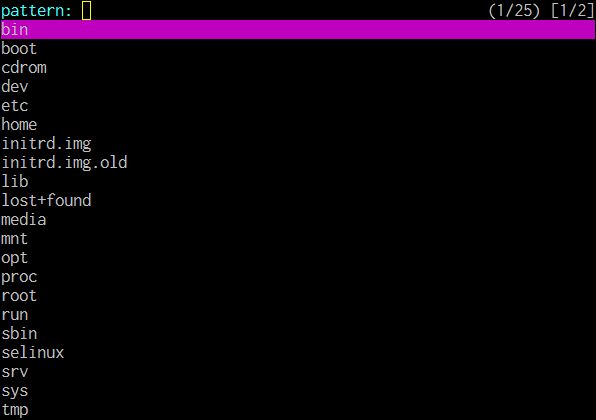 pattern: (1/25) [1/2]
bin
boot
cdrom
dev
etc
home
initrd.img
initrd.img.old
lib
lost+found
media
mnt
opt
proc
root
run
sbin
selinux
srv
sys
tmp